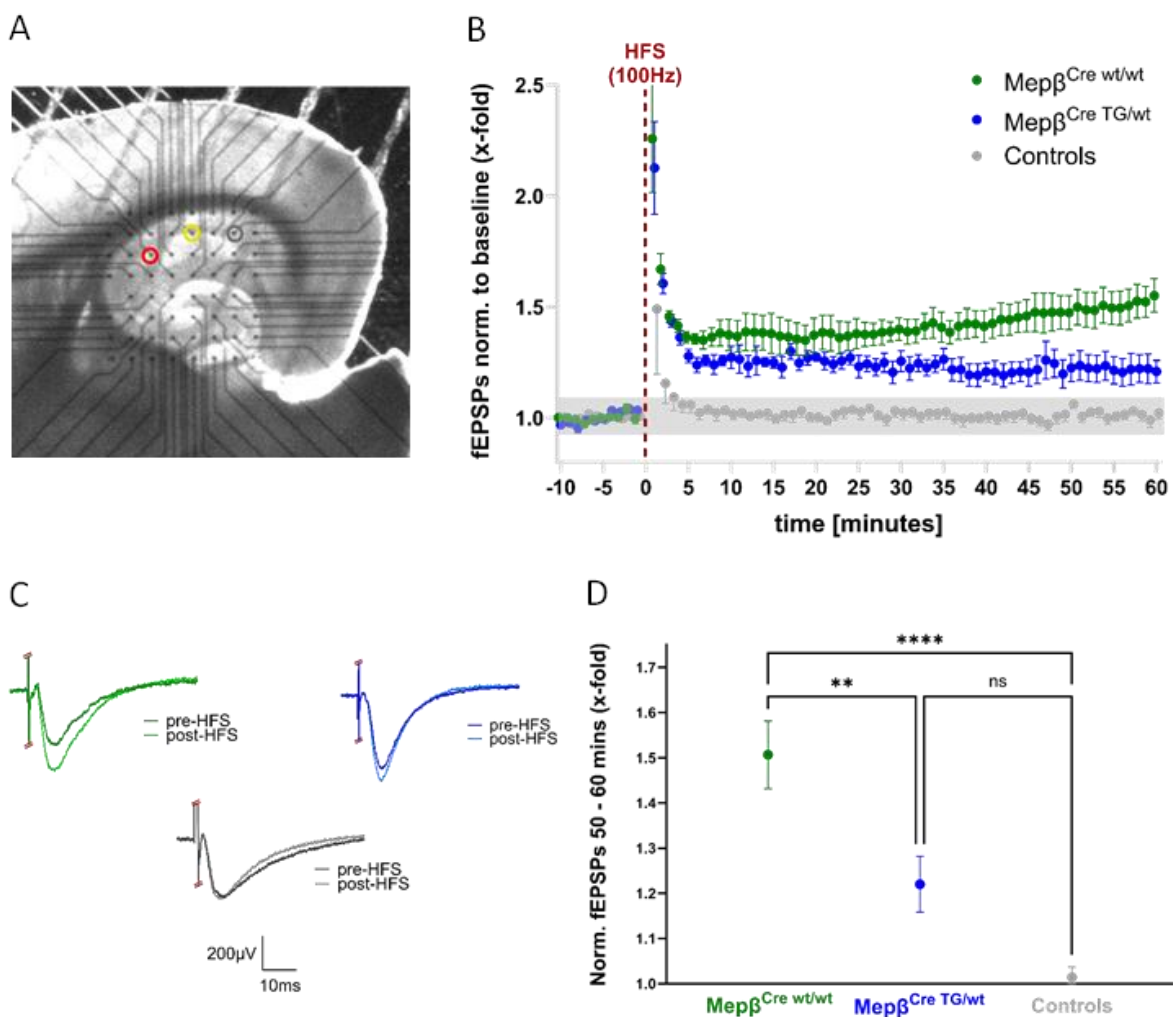 A
B
HFS
(100Hz)
Mepβ^Cre wt/wt
Mepβ^Cre TG/wt
Controls
fEPSPs norm. to baseline (x-fold)
2.5
2.0
1.5
1.0
-10 -5 0 5 10 15 20 25 30 35 40 45 50 55 60
time [minutes]
C
pre-HFS
post-HFS
pre-HFS
post-HFS
pre-HFS
post-HFS
200µV
10ms
D
Norm. fEPSPs 50 - 60 mins (x-fold)
****
**
ns
1.7
1.6
1.5
1.4
1.3
1.2
1.1
1.0
Mepβ^Cre wt/wt Mepβ^Cre TG/wt Controls